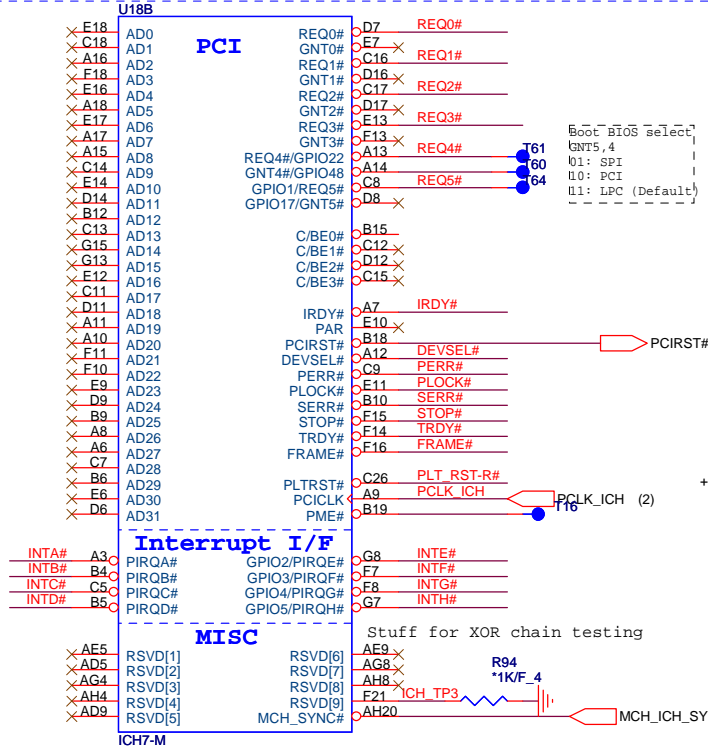 U18B
PCI
E18 AD0 REQ0# D7 REQ0#
C18 AD1 GNT0# E7
A16 AD2 REQ1# C16 REQ1#
F18 AD3 GNT1# D16
E16 AD4 REQ2# C17 REQ2#
A18 AD5 GNT2# D17
E17 AD6 REQ3# E13 REQ3#
A17 AD7 GNT3# F13
A15 AD8 REQ4#/GPIO22 A13 REQ4# T61
C14 AD9 GNT4#/GPIO48 A14 T60
E14 AD10 GPIO1/REQ5# C8 REQ5# T64
D14 AD11 GPIO17/GNT5# D8
B12 AD12
C13 AD13 C/BE0# B15
G15 AD14 C/BE1# C12
G13 AD15 C/BE2# D12
E12 AD16 C/BE3# C15
C11 AD17
D11 AD18 IRDY# A7 IRDY#
A11 AD19 PAR E10
A10 AD20 PCIRST# B18 PCIRST#
F11 AD21 DEVSEL# A12 DEVSEL#
F10 AD22 PERR# C9 PERR#
E9 AD23 PLOCK# E11 PLOCK#
D9 AD24 SERR# B10 SERR#
B9 AD25 STOP# F15 STOP#
A8 AD26 TRDY# F14 TRDY#
A6 AD27 FRAME# F16 FRAME#
C7 AD28
B6 AD29 PLTRST# C26 PLT_RST-R#
E6 AD30 PCICLK A9 PCLK_ICH PCLK_ICH (2)
D6 AD31 PME# B19 T16
+
Boot BIOS select
GNT5,4
01: SPI
10: PCI
11: LPC (Default)
Interrupt I/F
INTA# A3 PIRQA# GPIO2/PIRQE# G8 INTE#
INTB# B4 PIRQB# GPIO3/PIRQF# F7 INTF#
INTC# C5 PIRQC# GPIO4/PIRQG# F8 INTG#
INTD# B5 PIRQD# GPIO5/PIRQH# G7 INTH#
MISC
Stuff for XOR chain testing
AE5 RSVD[1] RSVD[6] AE9
AD5 RSVD[2] RSVD[7] AG8
AG4 RSVD[3] RSVD[8] AH8
AH4 RSVD[4] RSVD[9] F21 ICH_TP3
R94
*1K/F_4
AD9 RSVD[5] MCH_SYNC# AH20 MCH_ICH_SY
ICH7-M